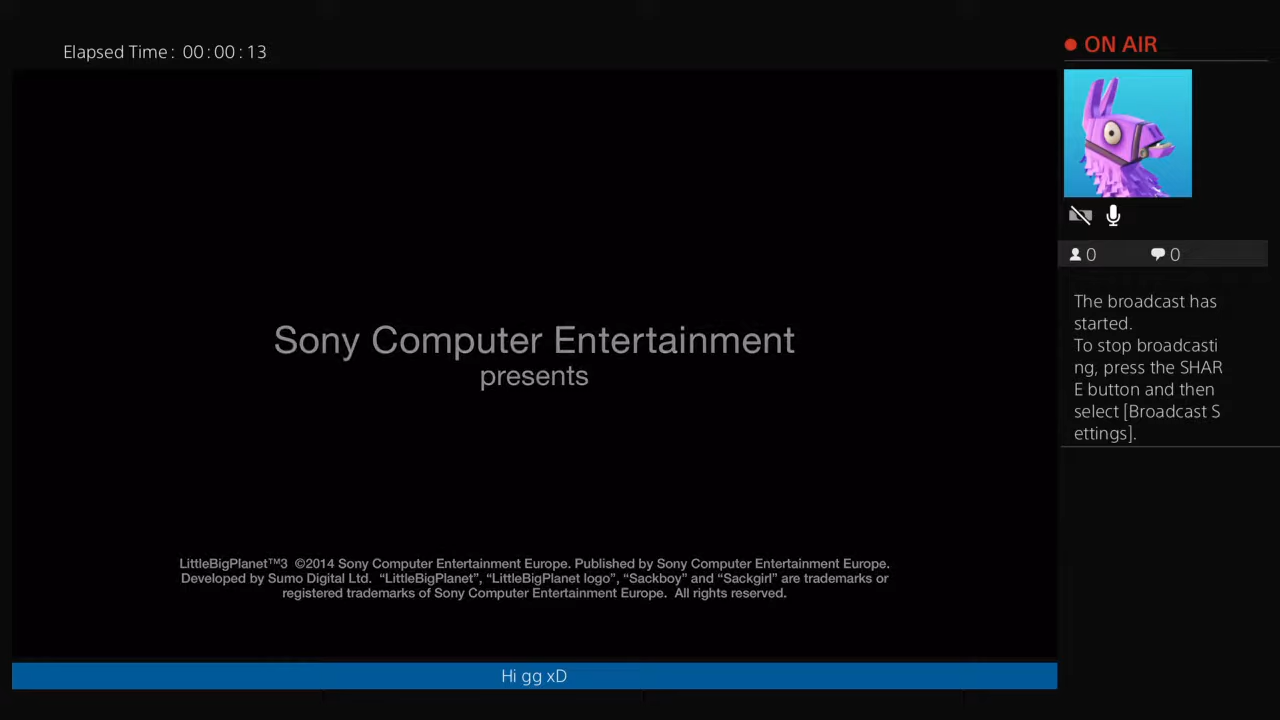 Elapsed Time: 00:00:13
ON AIR
0
0
The broadcast has
started.
To stop broadcasti
ng, press the SHAR
E button and then
select [Broadcast S
ettings].
Sony Computer Entertainment
presents
LittleBigPlanet™3 ©2014 Sony Computer Entertainment Europe. Published by Sony Computer Entertainment Europe.
Developed by Sumo Digital Ltd. “LittleBigPlanet”, “LittleBigPlanet logo”, “Sackboy” and “Sackgirl” are trademarks or
registered trademarks of Sony Computer Entertainment Europe. All rights reserved.
Hi gg xD